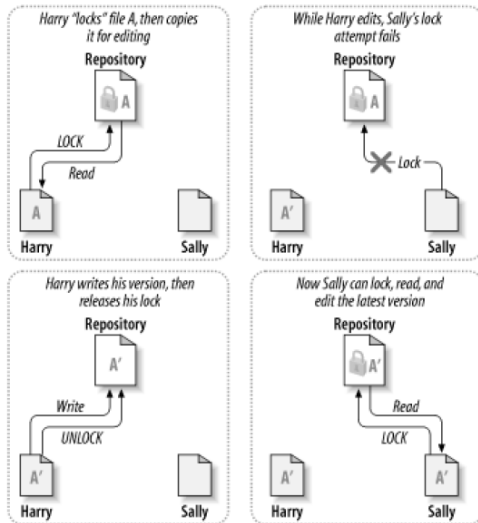 Harry "locks" file A, then copies
it for editing
Repository
A
LOCK
Read
A
Harry
Sally
While Harry edits, Sally's lock
attempt fails
Repository
A
Lock
A′
Harry
Sally
Harry writes his version, then
releases his lock
Repository
A′
Write
UNLOCK
A′
Harry
Sally
Now Sally can lock, read, and
edit the latest version
Repository
A′
Read
LOCK
A′
A′
Harry
Sally